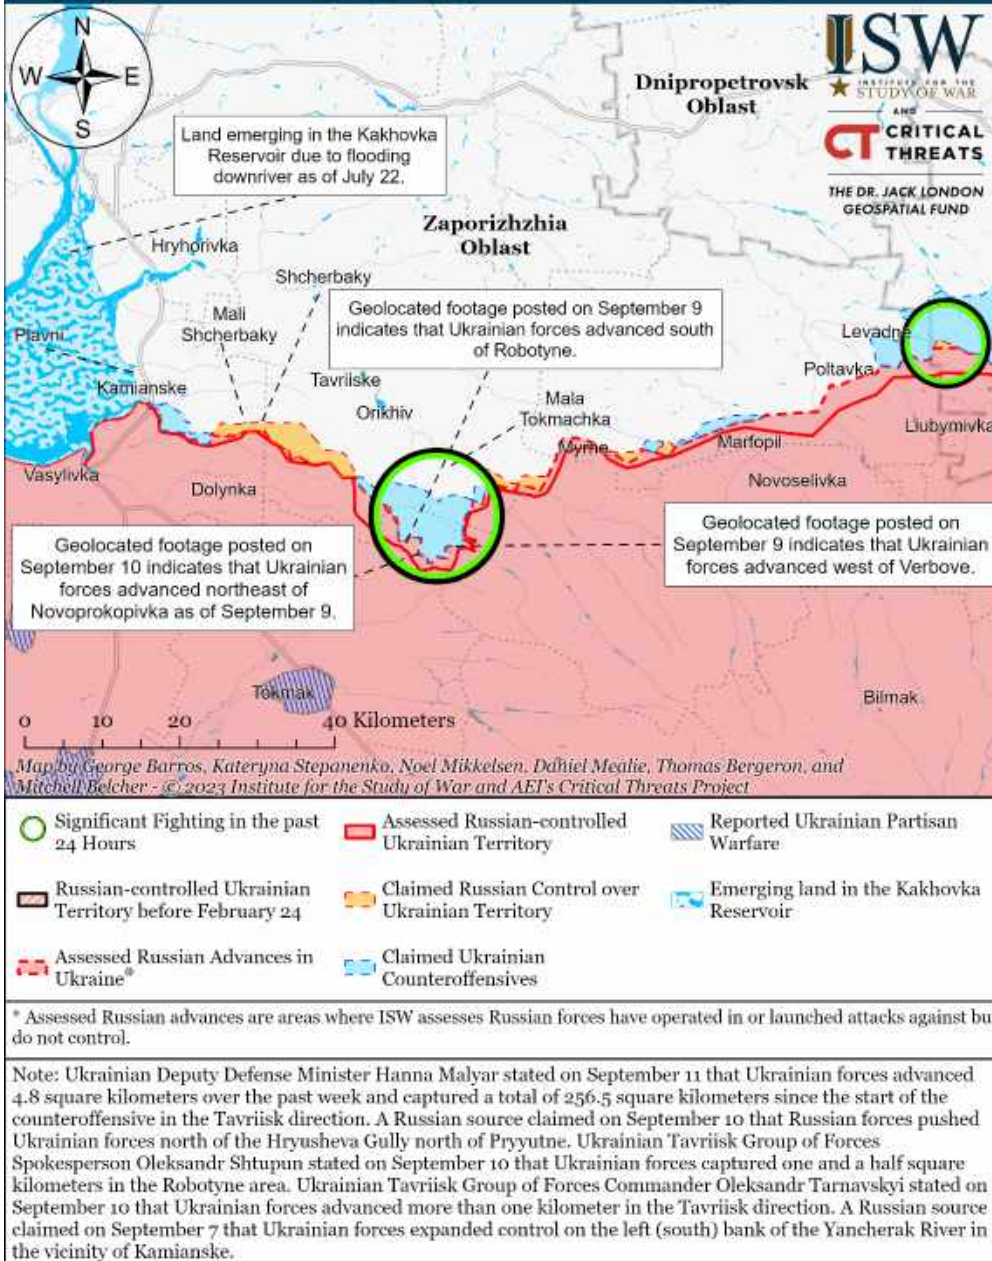 N
W E
S
ISW
INSTITUTE FOR THE
STUDY OF WAR
AND
CT CRITICAL
THREATS
THE DR. JACK LONDON
GEOSPATIAL FUND
Dnipropetrovsk
Oblast
Land emerging in the Kakhovka
Reservoir due to flooding
downriver as of July 22.
Zaporizhzhia
Oblast
Hryhorivka
Shcherbaky
Geolocated footage posted on September 9
indicates that Ukrainian forces advanced south
of Robotyne.
Mali
Shcherbaky
Plavni
Levadne
Poltavka
Kamianske
Tavriiske
Orikhiv
Mala
Tokmachka
Myrne
Marfopil
Liubymivka
Vasylivka
Dolynka
Novoselivka
Geolocated footage posted on
September 10 indicates that Ukrainian
forces advanced northeast of
Novoprokopivka as of September 9.
Geolocated footage posted on
September 9 indicates that Ukrainian
forces advanced west of Verbove.
Tokmak
Bilmak
0 10 20 40 Kilometers
Map by George Barros, Kateryna Stepanenko, Noel Mikkelsen, Daniel Mealie, Thomas Bergeron, and
Mitchell Belcher - © 2023 Institute for the Study of War and AEI's Critical Threats Project
Significant Fighting in the past
24 Hours
Assessed Russian-controlled
Ukrainian Territory
Reported Ukrainian Partisan
Warfare
Russian-controlled Ukrainian
Territory before February 24
Claimed Russian Control over
Ukrainian Territory
Emerging land in the Kakhovka
Reservoir
Assessed Russian Advances in
Ukraine*
Claimed Ukrainian
Counteroffensives
* Assessed Russian advances are areas where ISW assesses Russian forces have operated in or launched attacks against bu
do not control.
Note: Ukrainian Deputy Defense Minister Hanna Malyar stated on September 11 that Ukrainian forces advanced
4.8 square kilometers over the past week and captured a total of 256.5 square kilometers since the start of the
counteroffensive in the Tavriisk direction. A Russian source claimed on September 10 that Russian forces pushed
Ukrainian forces north of the Hryusheva Gully north of Pryyutne. Ukrainian Tavriisk Group of Forces
Spokesperson Oleksandr Shtupun stated on September 10 that Ukrainian forces captured one and a half square
kilometers in the Robotyne area. Ukrainian Tavriisk Group of Forces Commander Oleksandr Tarnavskyi stated on
September 10 that Ukrainian forces advanced more than one kilometer in the Tavriisk direction. A Russian source
claimed on September 7 that Ukrainian forces expanded control on the left (south) bank of the Yancherak River in
the vicinity of Kamianske.